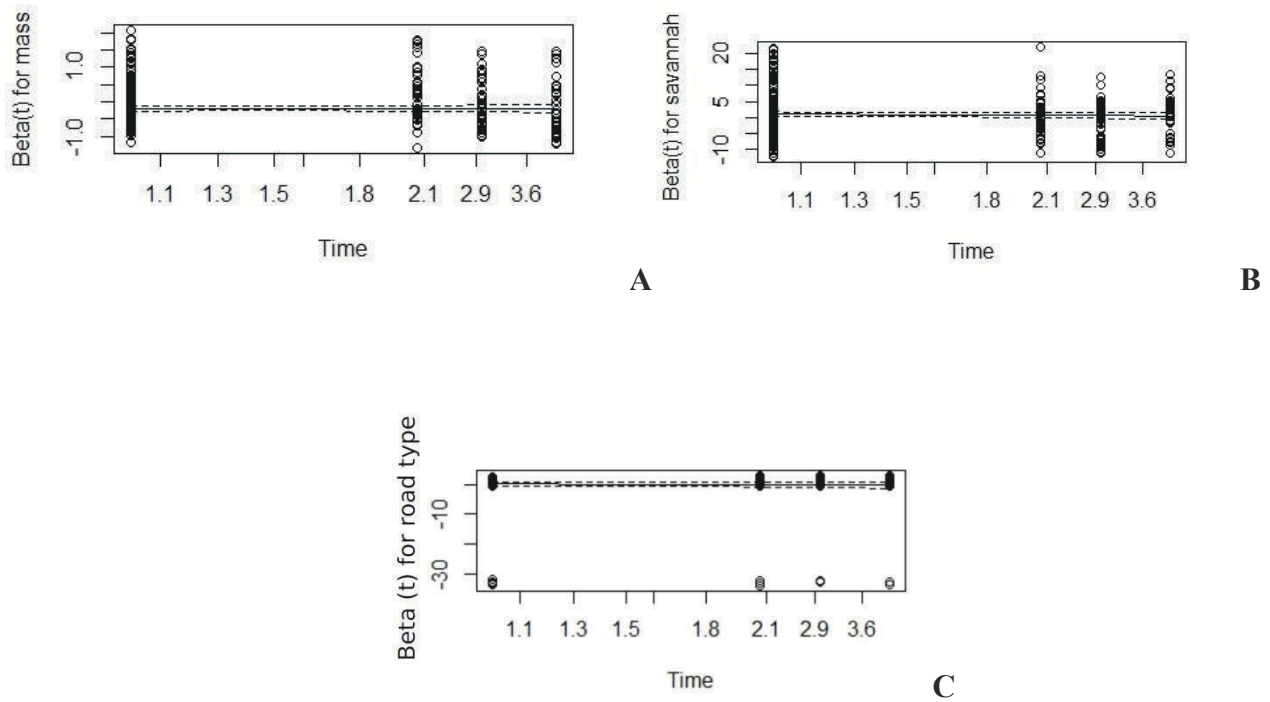 Beta(t) for mass
1.0
-1.0
1.1 1.3 1.5 1.8 2.1 2.9 3.6
Time
A
Beta(t) for savannah
20
5
-10
1.1 1.3 1.5 1.8 2.1 2.9 3.6
Time
B
Beta (t) for road type
-10
-30
1.1 1.3 1.5 1.8 2.1 2.9 3.6
Time
C